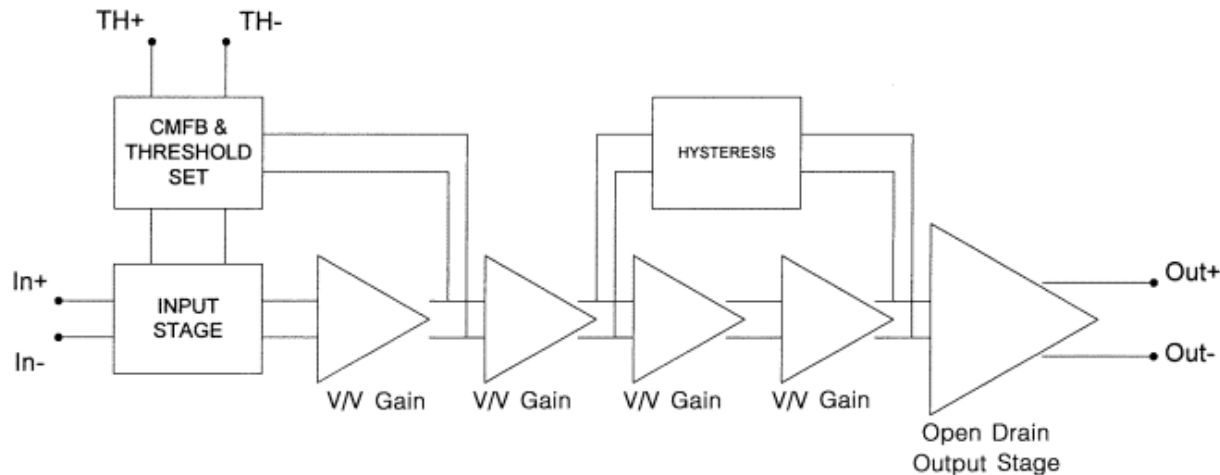 TH+ TH-
CMFB &
THRESHOLD
SET
HYSTERESIS
In+
In-
INPUT
STAGE
Out+
Out-
V/V Gain V/V Gain V/V Gain V/V Gain
Open Drain
Output Stage